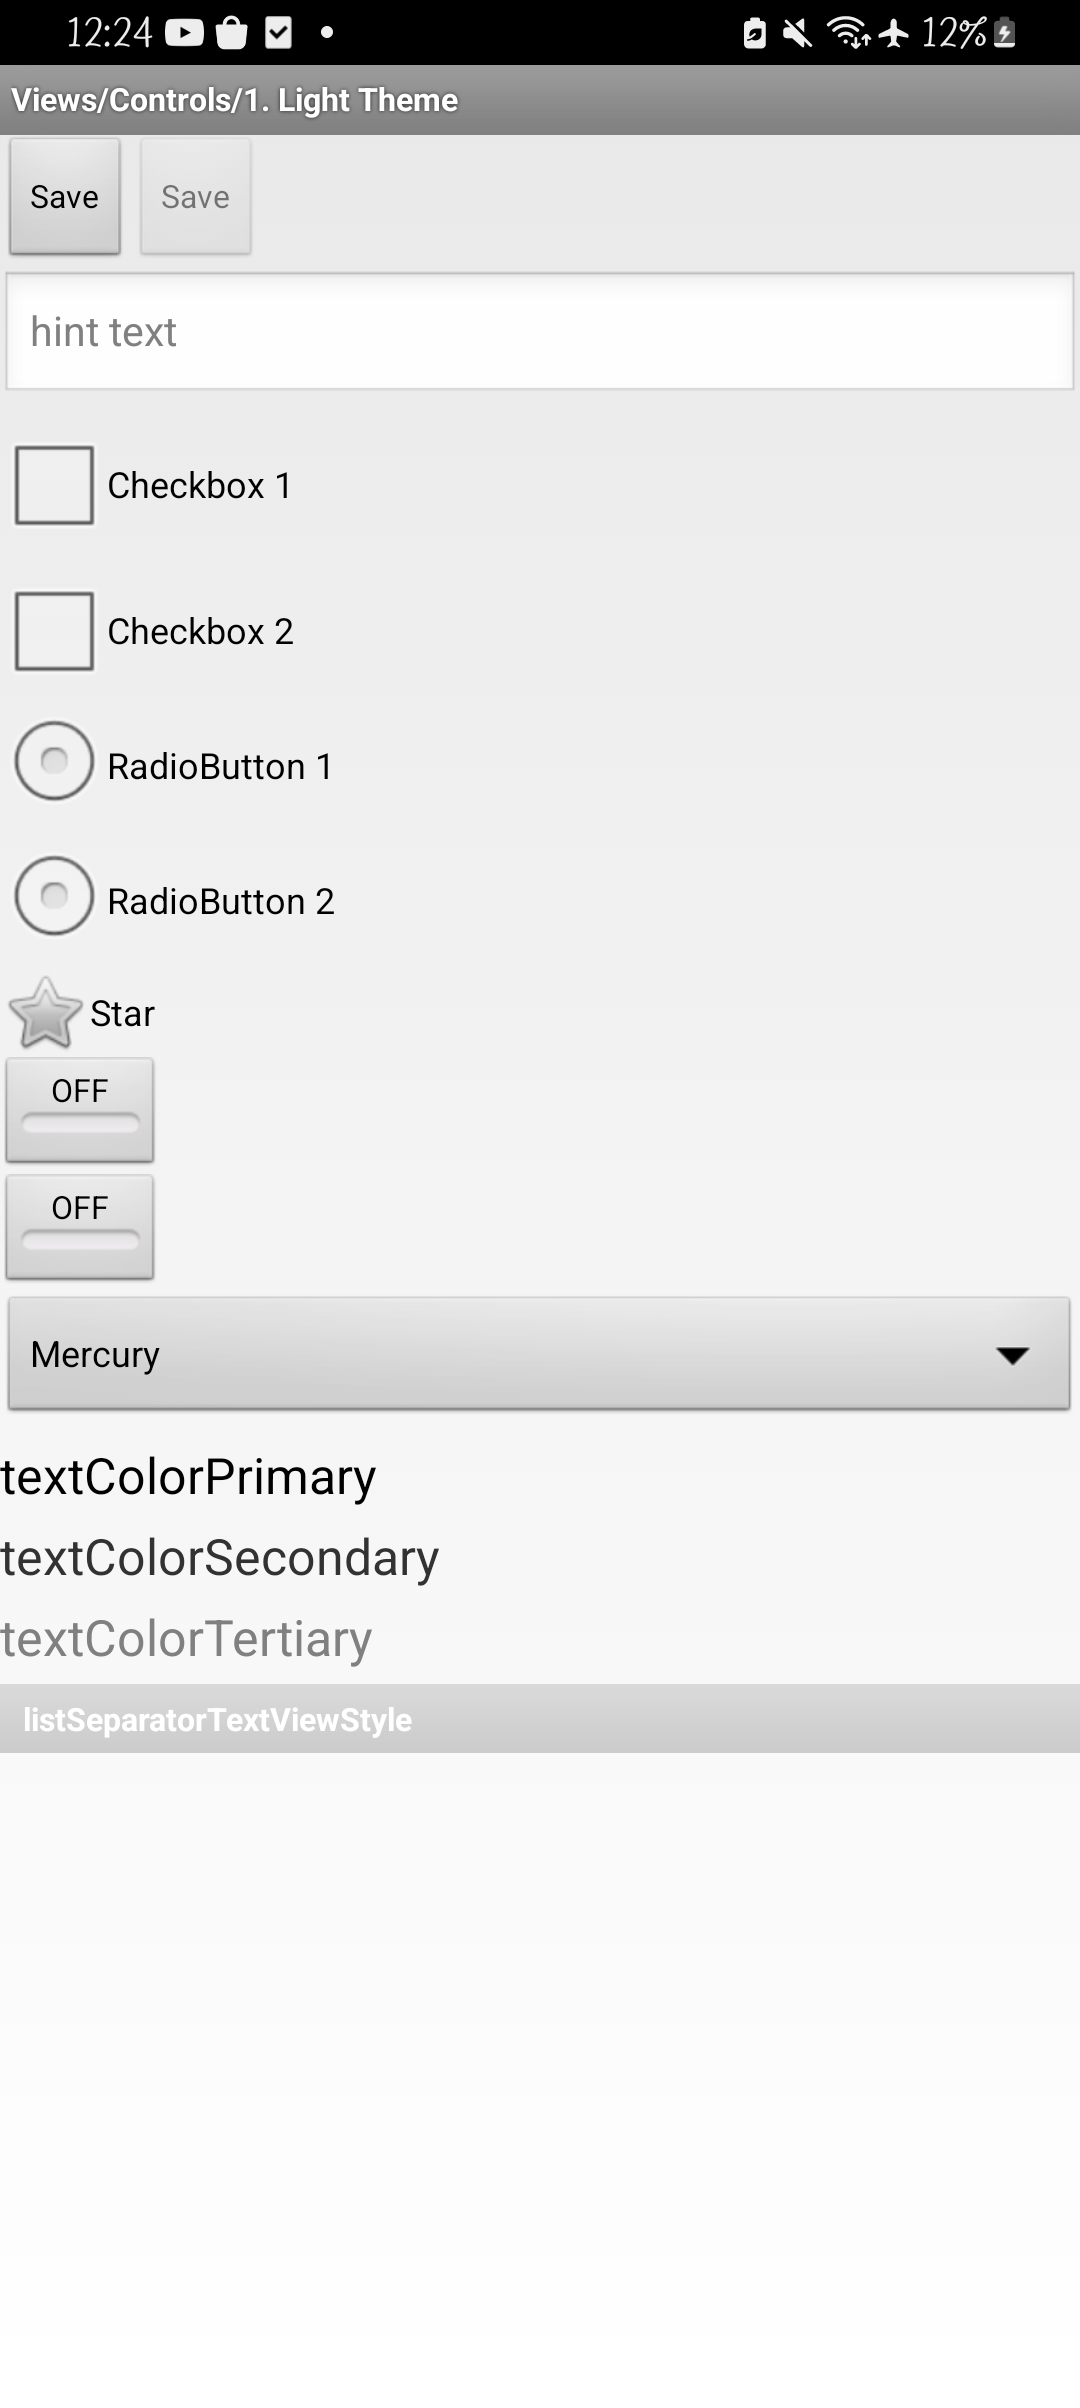 12:24 12%
Views/Controls/1. Light Theme
Save Save
hint text
Checkbox 1
Checkbox 2
RadioButton 1
RadioButton 2
Star
OFF
OFF
Mercury
textColorPrimary
textColorSecondary
textColorTertiary
listSeparatorTextViewStyle